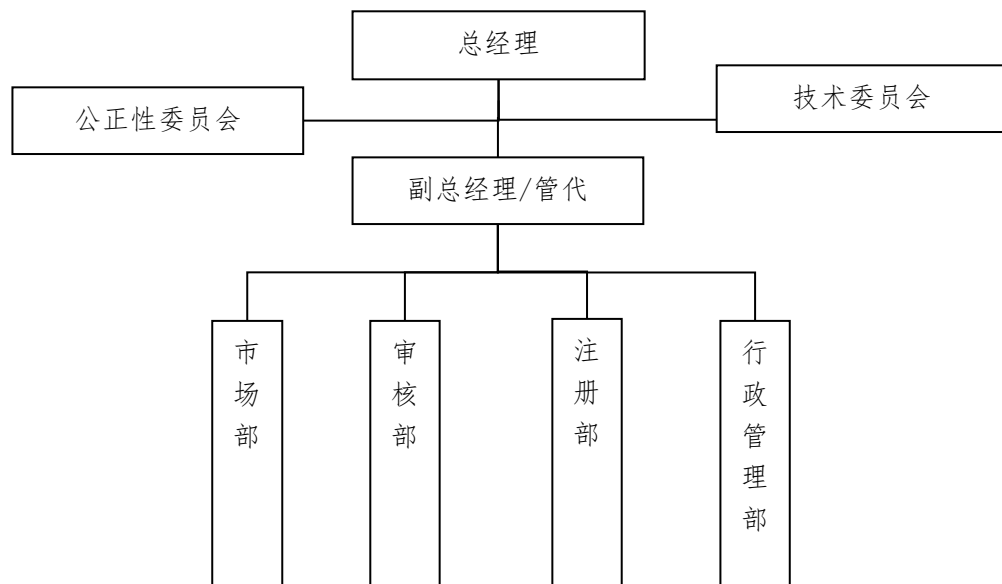 总经理
公正性委员会
技术委员会
副总经理/管代
市场部
审核部
注册部
行政管理部